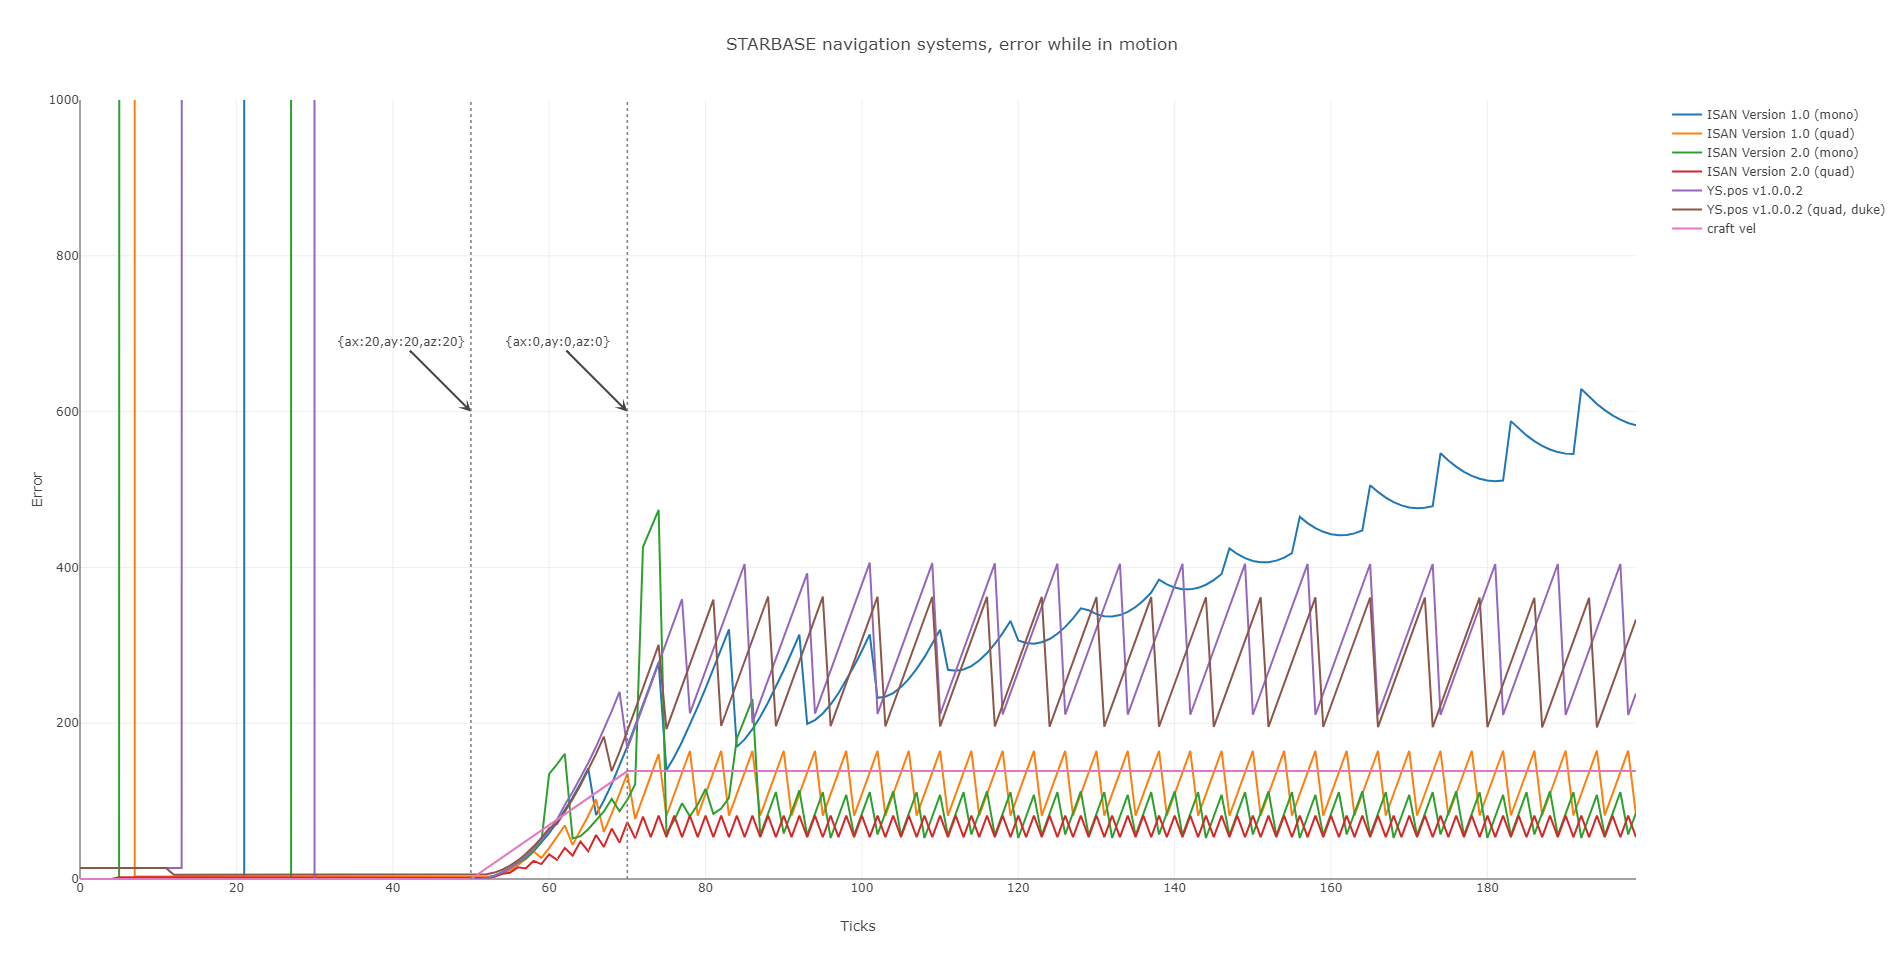 STARBASE navigation systems, error while in motion
1000
800
600
400
200
0
Error
{ax:20,ay:20,az:20}
{ax:0,ay:0,az:0}
ISAN Version 1.0 (mono)
ISAN Version 1.0 (quad)
ISAN Version 2.0 (mono)
ISAN Version 2.0 (quad)
YS.pos v1.0.0.2
YS.pos v1.0.0.2 (quad, duke)
craft vel
0 20 40 60 80 100 120 140 160 180
Ticks